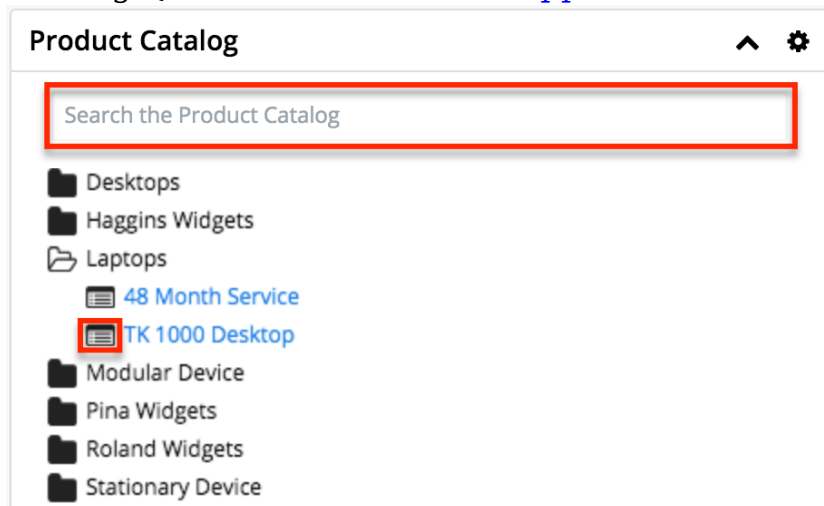 Product Catalog
Search the Product Catalog
Desktops
Haggins Widgets
Laptops
48 Month Service
TK 1000 Desktop
Modular Device
Pina Widgets
Roland Widgets
Stationary Device